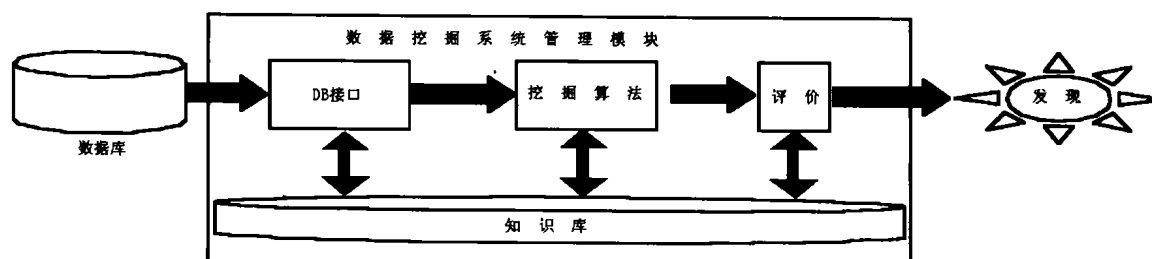 数据挖掘系统管理模块
DB接口
挖掘算法
评价
发现
数据库
知识库